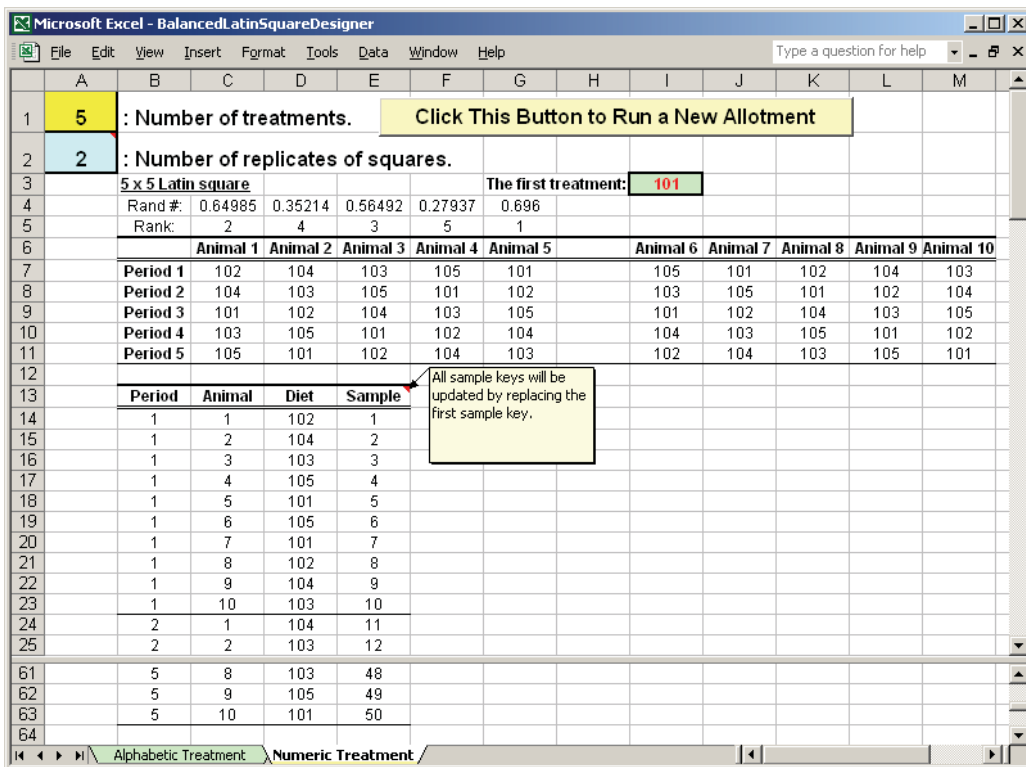 Microsoft Excel - BalancedLatinSquareDesigner
File Edit View Insert Format Tools Data Window Help Type a question for help
A B C D E F G H I J K L M
1 5 : Number of treatments. Click This Button to Run a New Allotment
2 2 : Number of replicates of squares.
3 5 x 5 Latin square The first treatment: 101
4 Rand #: 0.64985 0.35214 0.56492 0.27937 0.696
5 Rank: 2 4 3 5 1
6 Animal 1 Animal 2 Animal 3 Animal 4 Animal 5 Animal 6 Animal 7 Animal 8 Animal 9 Animal 10
7 Period 1 102 104 103 105 101 105 101 102 104 103
8 Period 2 104 103 105 101 102 103 105 101 102 104
9 Period 3 101 102 104 103 105 101 102 104 103 105
10 Period 4 103 105 101 102 104 104 103 105 101 102
11 Period 5 105 101 102 104 103 102 104 103 105 101
12
13 Period Animal Diet Sample
All sample keys will be
updated by replacing the
first sample key.
14 1 1 102 1
15 1 2 104 2
16 1 3 103 3
17 1 4 105 4
18 1 5 101 5
19 1 6 105 6
20 1 7 101 7
21 1 8 102 8
22 1 9 104 9
23 1 10 103 10
24 2 1 104 11
25 2 2 103 12
61 5 8 103 48
62 5 9 105 49
63 5 10 101 50
64
Alphabetic Treatment Numeric Treatment